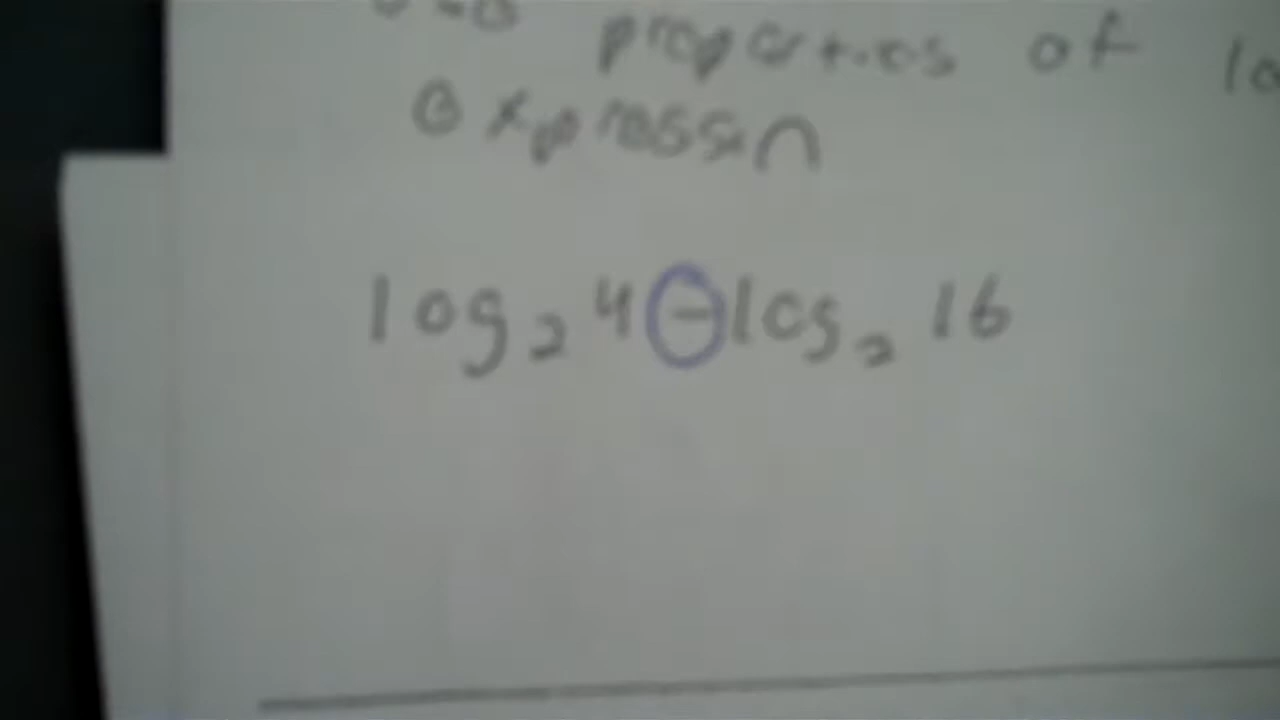 properties of
expression
log₂ 4 - log₂ 16